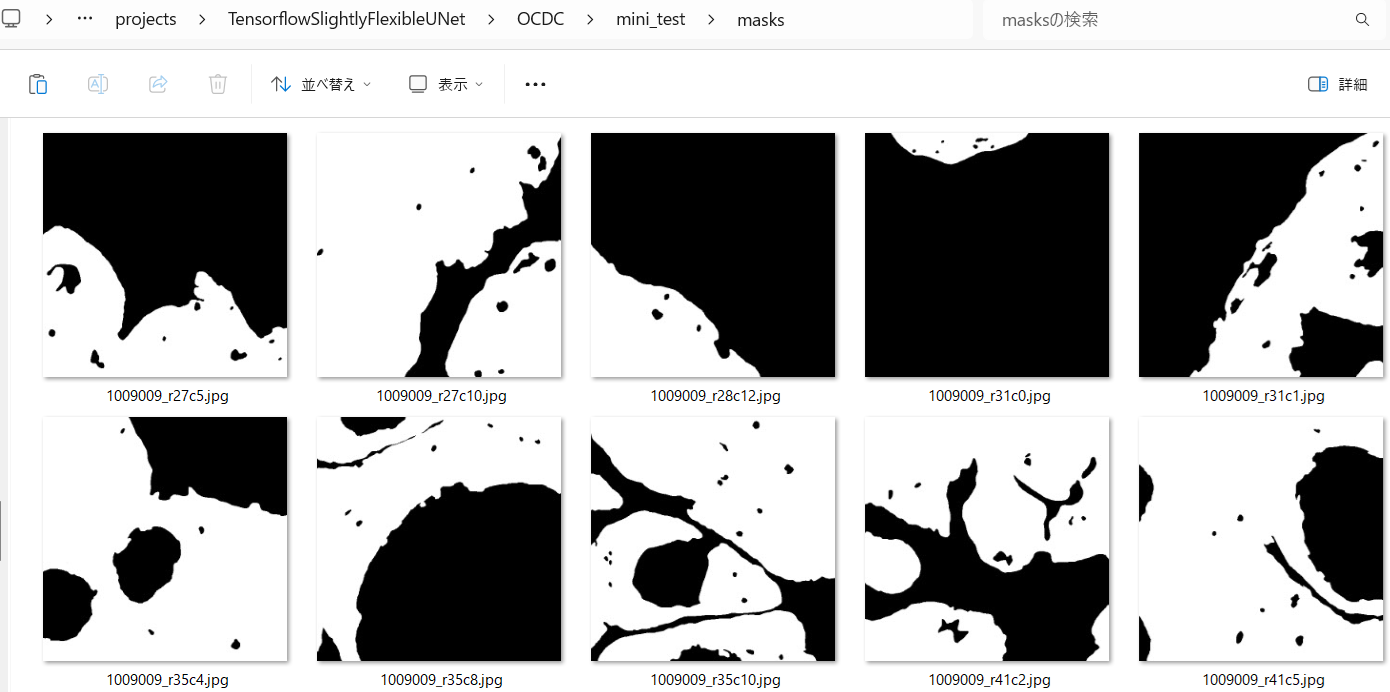 … projects > TensorflowSlightlyFlexibleUNet > OCDC > mini_test > masks masksの検索
並べ替え 表示 … 詳細
1009009_r27c5.jpg 1009009_r27c10.jpg 1009009_r28c12.jpg 1009009_r31c0.jpg 1009009_r31c1.jpg
1009009_r35c4.jpg 1009009_r35c8.jpg 1009009_r35c10.jpg 1009009_r41c2.jpg 1009009_r41c5.jpg